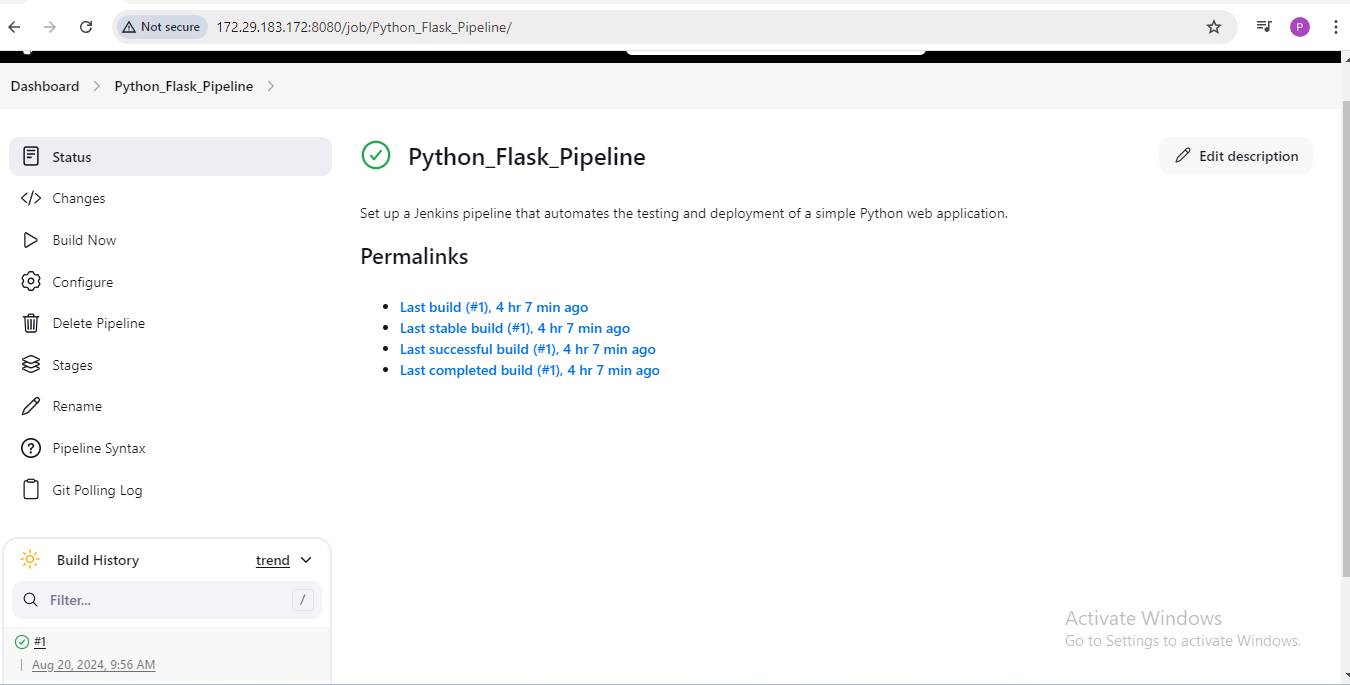 Not secure 172.29.183.172:8080/job/Python_Flask_Pipeline/
P
Dashboard Python_Flask_Pipeline
Status
Changes
Build Now
Configure
Delete Pipeline
Stages
Rename
Pipeline Syntax
Git Polling Log
Build History trend
Filter... /
#1
Aug 20, 2024, 9:56 AM
Python_Flask_Pipeline
Edit description
Set up a Jenkins pipeline that automates the testing and deployment of a simple Python web application.
Permalinks
Last build (#1), 4 hr 7 min ago
Last stable build (#1), 4 hr 7 min ago
Last successful build (#1), 4 hr 7 min ago
Last completed build (#1), 4 hr 7 min ago
Activate Windows
Go to Settings to activate Windows.